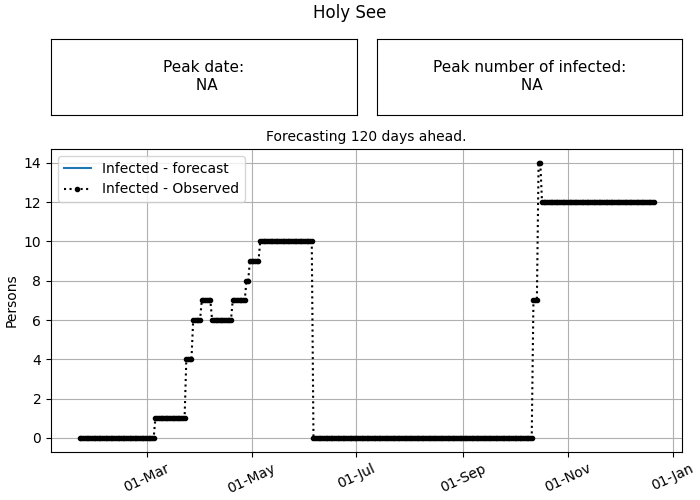 Holy See
Peak date:
NA
Peak number of infected:
NA
Forecasting 120 days ahead.
Infected - forecast
Infected - Observed
Persons
14
12
10
8
6
4
2
0
01-Mar
01-May
01-Jul
01-Sep
01-Nov
01-Jan